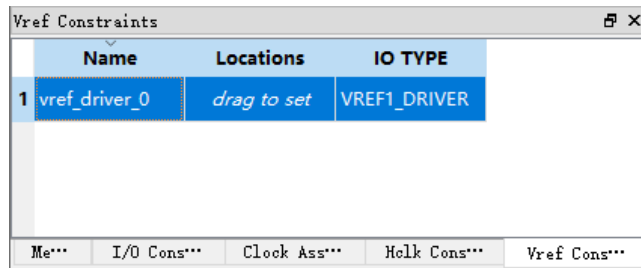 Vref Constraints
Name Locations IO TYPE
1 vref_driver_0 drag to set VREF1_DRIVER
Me··· I/O Cons··· Clock Ass··· Hclk Cons··· Vref Cons···